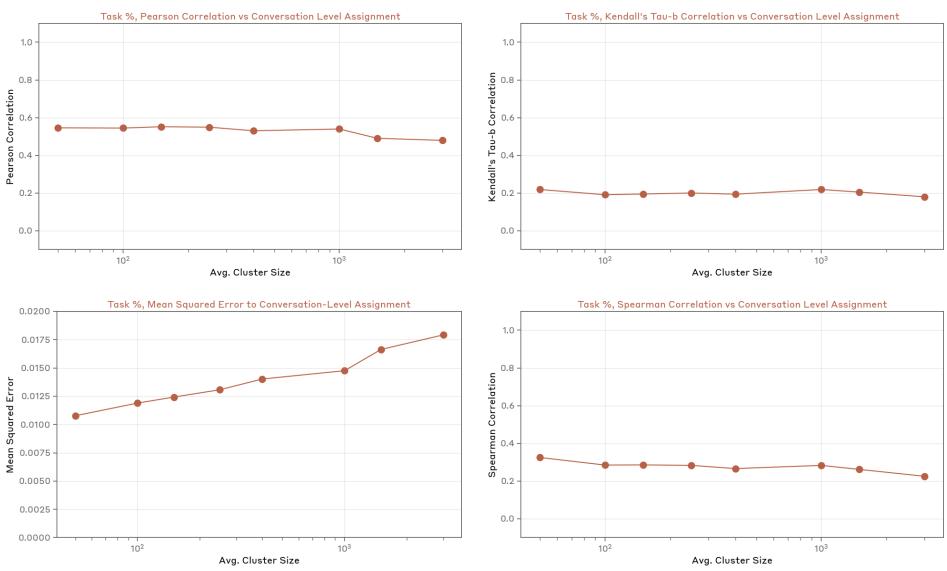 Task %, Pearson Correlation vs Conversation Level Assignment
1.0
0.8
0.6
0.4
0.2
0.0
Pearson Correlation
10²
10³
Avg. Cluster Size
Task %, Kendall's Tau-b Correlation vs Conversation Level Assignment
1.0
0.8
0.6
0.4
0.2
0.0
Kendall's Tau-b Correlation
10²
10³
Avg. Cluster Size
Task %, Mean Squared Error to Conversation-Level Assignment
0.0200
0.0175
0.0150
0.0125
0.0100
0.0075
0.0050
0.0025
0.0000
Mean Squared Error
10²
10³
Avg. Cluster Size
Task %, Spearman Correlation vs Conversation Level Assignment
1.0
0.8
0.6
0.4
0.2
0.0
Spearman Correlation
10²
10³
Avg. Cluster Size